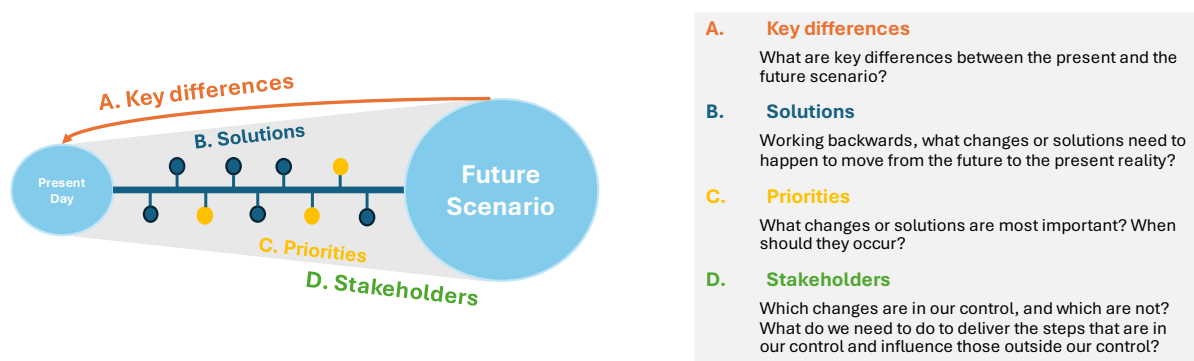 A. Key differences
B. Solutions
Present
Day
Future
Scenario
C. Priorities
D. Stakeholders
A. Key differences
What are key differences between the present and the
future scenario?
B. Solutions
Working backwards, what changes or solutions need to
happen to move from the future to the present reality?
C. Priorities
What changes or solutions are most important? When
should they occur?
D. Stakeholders
Which changes are in our control, and which are not?
What do we need to do to deliver the steps that are in
our control and influence those outside our control?